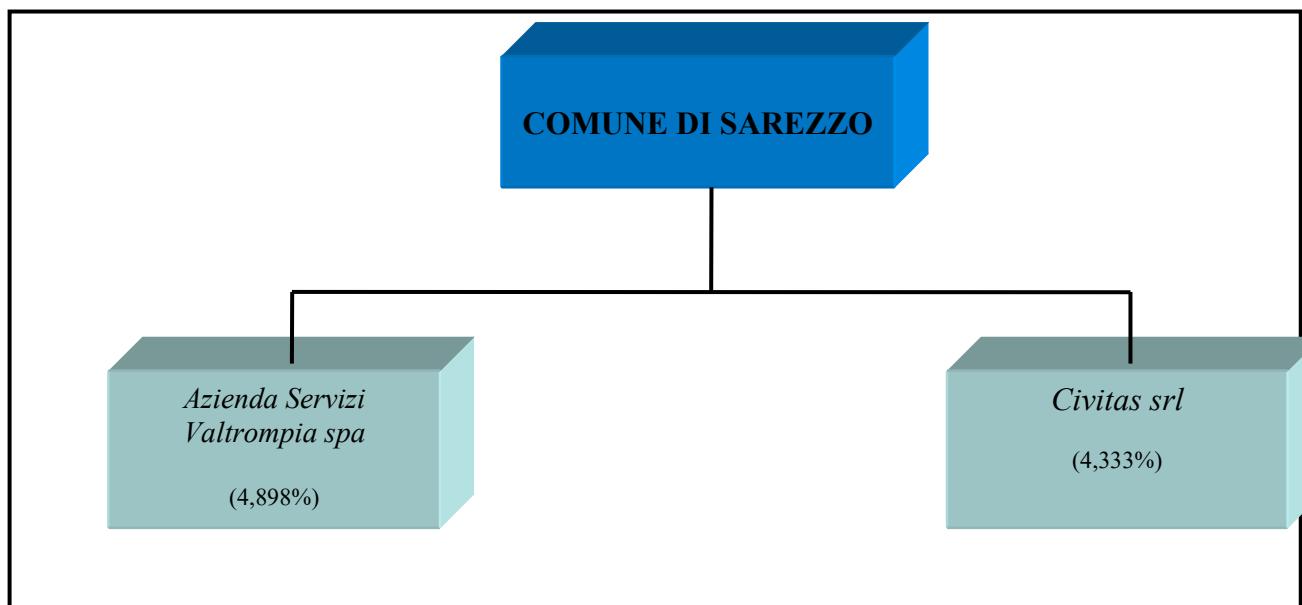 COMUNE DI SAREZZO
Azienda Servizi
Valtrompia spa
(4,898%)
Civitas srl
(4,333%)